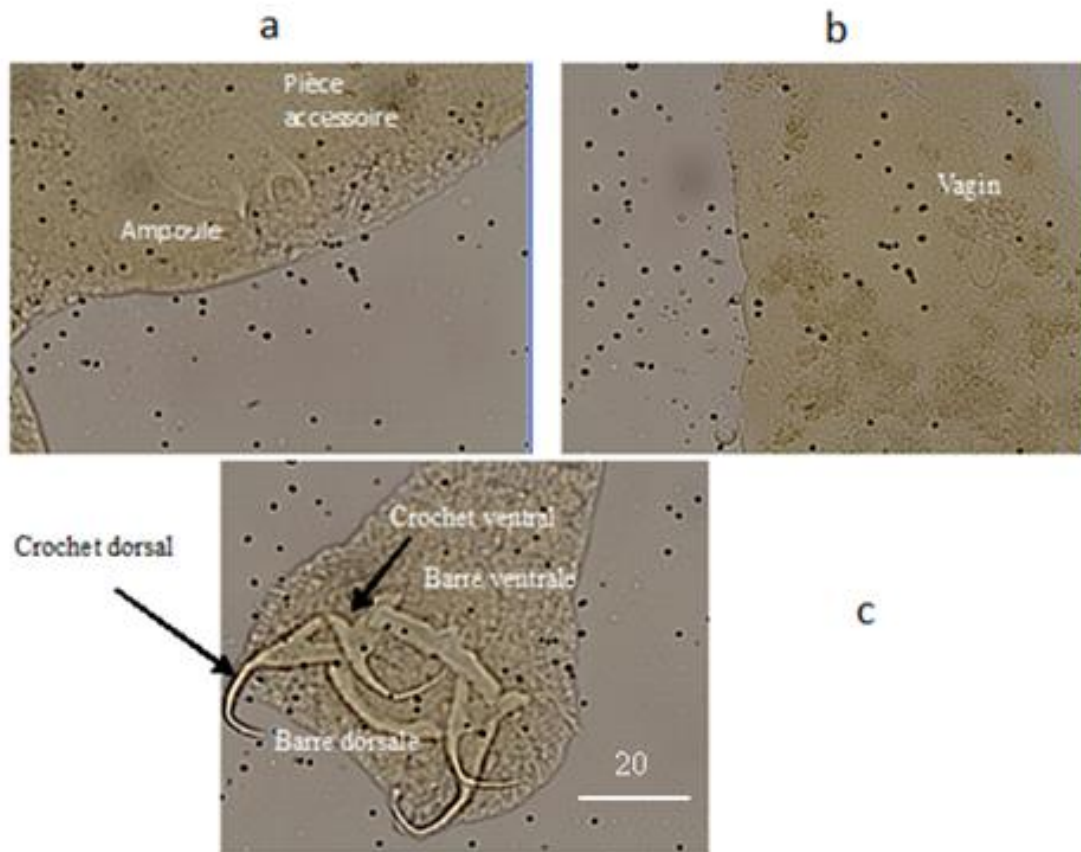 a
b
Pièce
accessoire
Ampoule
Vagin
Crochet ventral
Crochet dorsal
Barre ventrale
c
Barre dorsale
20